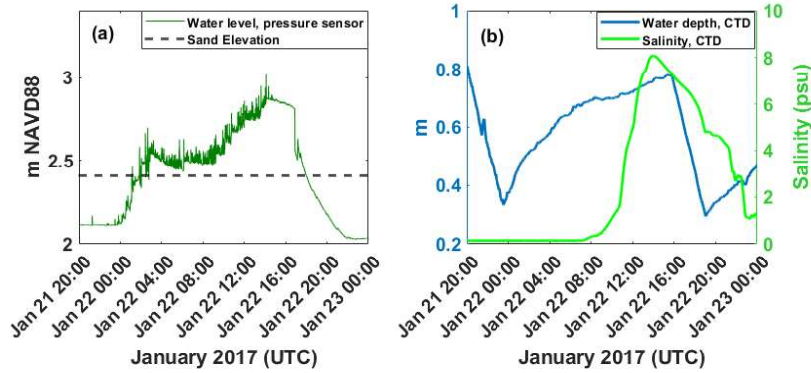 (a)
Water level, pressure sensor
Sand Elevation
m NAVD88
3
2.5
2
Jan 21 20:00
Jan 22 00:00
Jan 22 04:00
Jan 22 08:00
Jan 22 12:00
Jan 22 16:00
Jan 22 20:00
Jan 23 00:00
January 2017 (UTC)
(b)
Water depth, CTD
Salinity, CTD
m
1
0.8
0.6
0.4
0.2
10
8
6
4
2
0
Salinity (psu)
Jan 21 20:00
Jan 22 00:00
Jan 22 04:00
Jan 22 08:00
Jan 22 12:00
Jan 22 16:00
Jan 22 20:00
Jan 23 00:00
January 2017 (UTC)